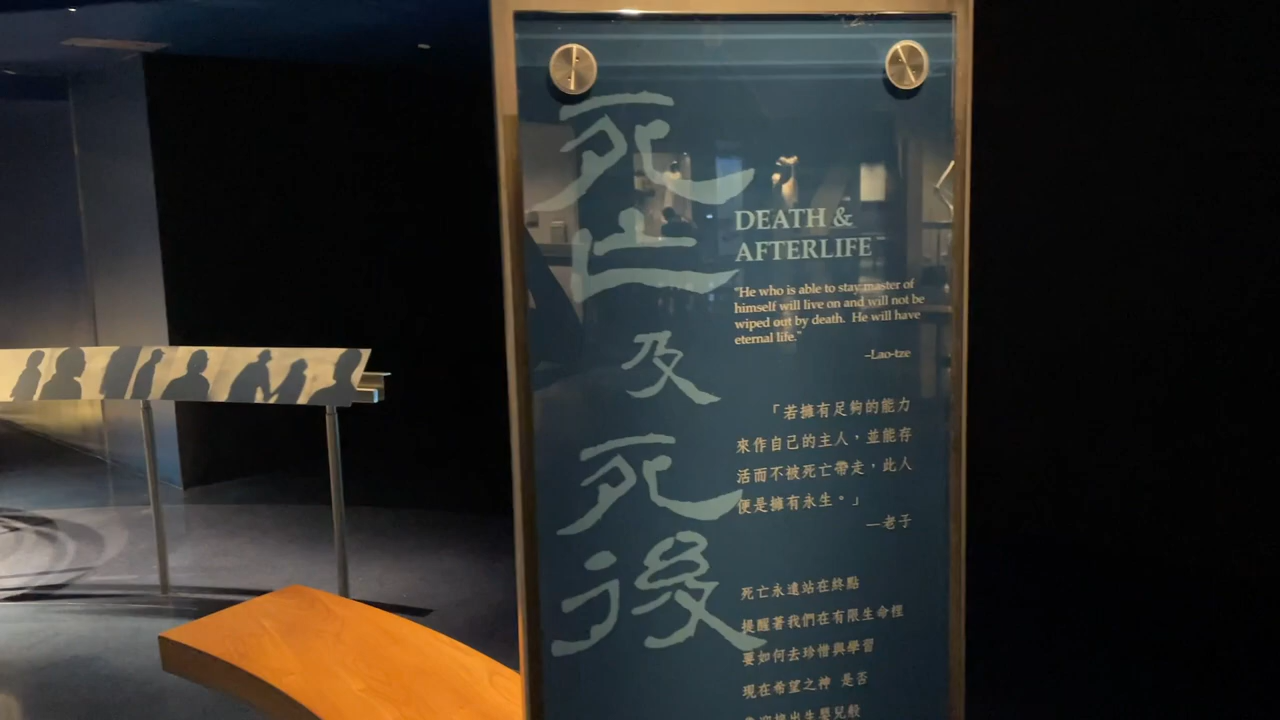 死亡及死後
DEATH &
AFTERLIFE
"He who is able to stay master of
himself will live on and will not be
wiped out by death. He will have
eternal life."
–Lao-tze
「若擁有足夠的能力
來作自己的主人，並能存
活而不被死亡帶走，此人
便是擁有永生。」
—老子
死亡永遠站在終點
提醒著我們在有限生命裡
要如何去珍惜與學習
現在希望之神 是否
出生嬰兒般